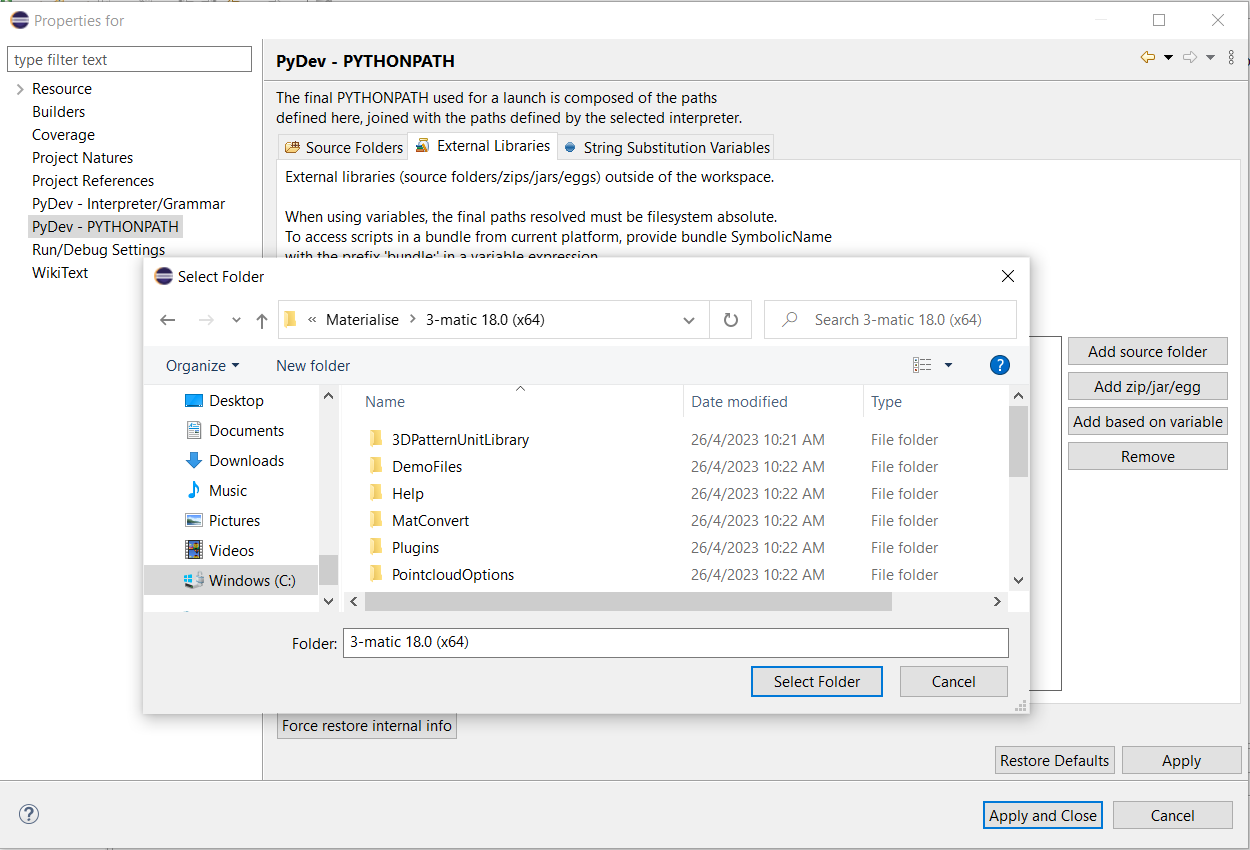 Properties for
type filter text
Resource
Builders
Coverage
Project Natures
Project References
PyDev - Interpreter/Grammar
PyDev - PYTHONPATH
Run/Debug Settings
WikiText
PyDev - PYTHONPATH
The final PYTHONPATH used for a launch is composed of the paths
defined here, joined with the paths defined by the selected interpreter.
Source Folders External Libraries String Substitution Variables
External libraries (source folders/zips/jars/eggs) outside of the workspace.
When using variables, the final paths resolved must be filesystem absolute.
To access scripts in a bundle from current platform, provide bundle SymbolicName
with the prefix 'bundle:' in a variable expression
Select Folder
« Materialise > 3-matic 18.0 (x64)
Search 3-matic 18.0 (x64)
Organize New folder
Desktop
Documents
Downloads
Music
Pictures
Videos
Windows (C:)
Name Date modified Type
3DPatternUnitLibrary 26/4/2023 10:21 AM File folder
DemoFiles 26/4/2023 10:22 AM File folder
Help 26/4/2023 10:22 AM File folder
MatConvert 26/4/2023 10:22 AM File folder
Plugins 26/4/2023 10:22 AM File folder
PointcloudOptions 26/4/2023 10:22 AM File folder
Folder: 3-matic 18.0 (x64)
Select Folder Cancel
Add source folder
Add zip/jar/egg
Add based on variable
Remove
Force restore internal info
Restore Defaults Apply
Apply and Close Cancel